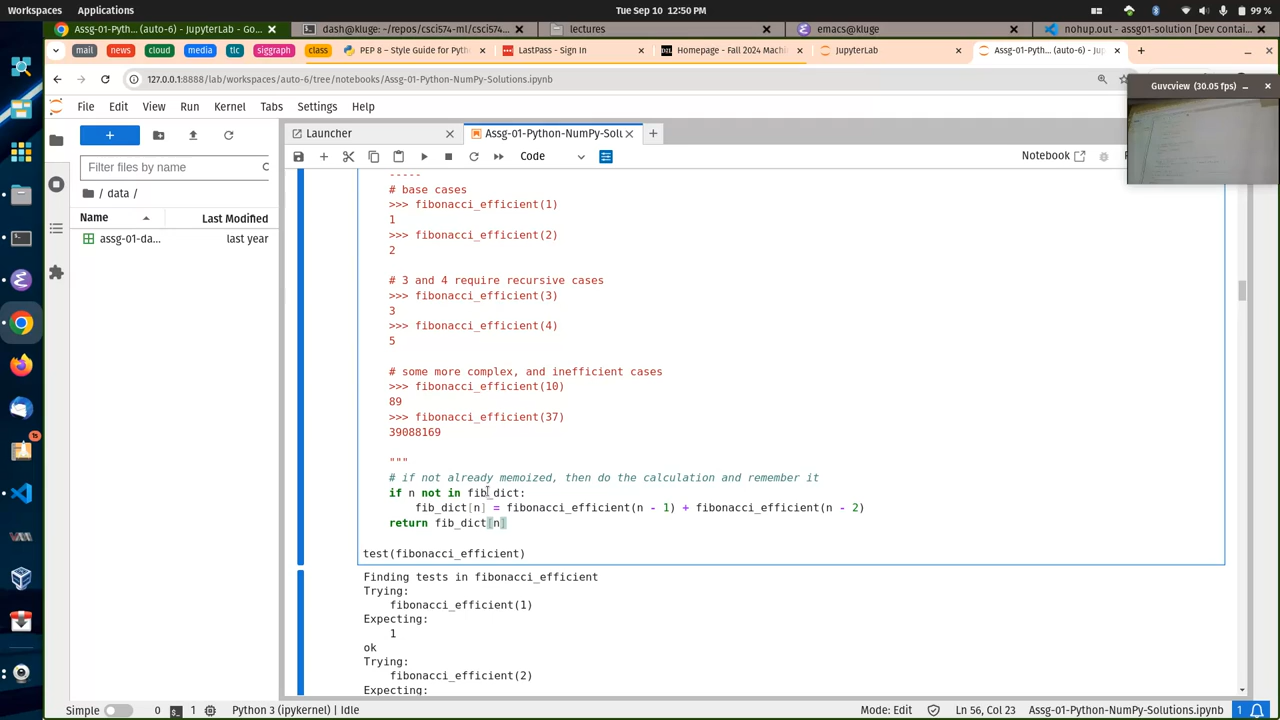 Workspaces
Applications
Tue Sep 10 12:50 PM
99 %
Assg-01-Python (auto-6) - JupyterLab - Go...
dash@kluge:~/repos/csci574-ml/csci574...
lectures
emacs@kluge
nohup.out - assg01-solution [Dev Contai...
mail
news
cloud
media
tlc
siggraph
class
PEP 8 – Style Guide for Pyth
LastPass - Sign In
Homepage - Fall 2024 Machi
JupyterLab
Assg-01-Pyth... (auto-6) - Ju
127.0.0.1:8888/lab/workspaces/auto-6/tree/notebooks/Assg-01-Python-NumPy-Solutions.ipynb
Guvcview (30.05 fps)
File Edit View Run Kernel Tabs Settings Help
Launcher
Assg-01-Python-NumPy-Solu
Code
Notebook
Filter files by name
/ data /
Name
Last Modified
assg-01-da...
last year
-----
# base cases
>>> fibonacci_efficient(1)
1
>>> fibonacci_efficient(2)
2
# 3 and 4 require recursive cases
>>> fibonacci_efficient(3)
3
>>> fibonacci_efficient(4)
5
# some more complex, and inefficient cases
>>> fibonacci_efficient(10)
89
>>> fibonacci_efficient(37)
39088169
"""
# if not already memoized, then do the calculation and remember it
if n not in fib_dict:
fib_dict[n] = fibonacci_efficient(n - 1) + fibonacci_efficient(n - 2)
return fib_dict[n]
test(fibonacci_efficient)
Finding tests in fibonacci_efficient
Trying:
fibonacci_efficient(1)
Expecting:
1
ok
Trying:
fibonacci_efficient(2)
Expecting:
Simple
0
1
Python 3 (ipykernel) | Idle
Mode: Edit
Ln 56, Col 23
Assg-01-Python-NumPy-Solutions.ipynb
1